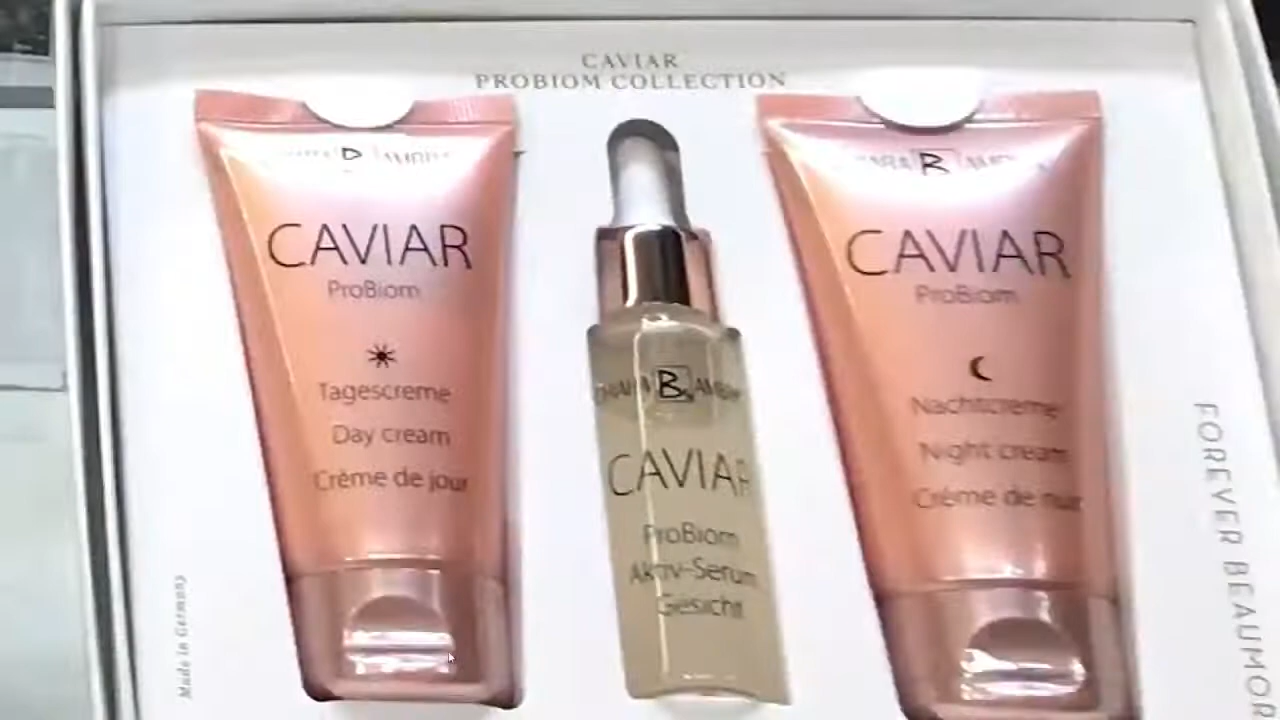 CAVIAR
PROBIOM COLLECTION
CAVIAR
ProBiom
Tagescreme
Day cream
Crème de jour
B
CAVIAR
ProBiom
Aktiv-Serum
Gesicht
B
CAVIAR
ProBiom
Nachtcreme
Night cream
Crème de nuit
Made in Germany
FOREVER BEAUMOR